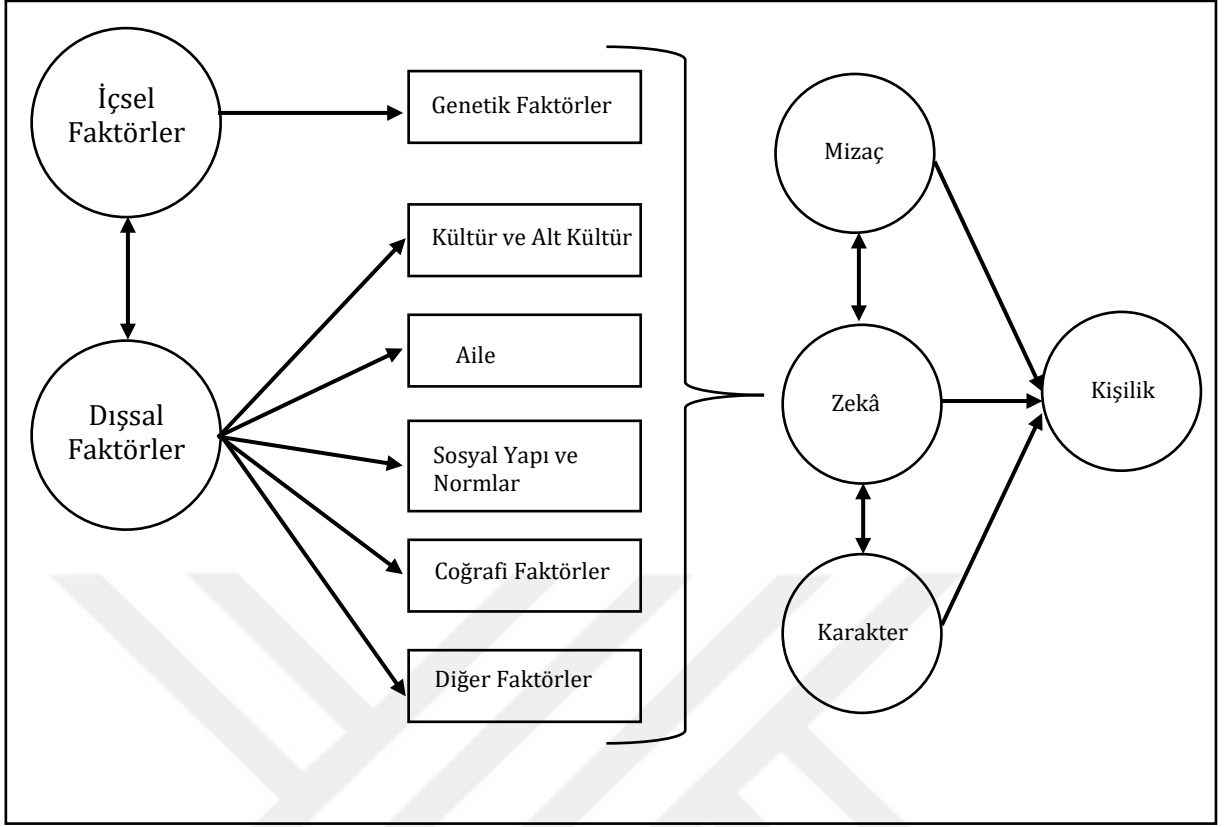 İçsel
Faktörler
Genetik Faktörler
Kültür ve Alt Kültür
Aile
Dışsal
Faktörler
Sosyal Yapı ve
Normlar
Coğrafi Faktörler
Diğer Faktörler
Mizaç
Zekâ
Karakter
Kişilik